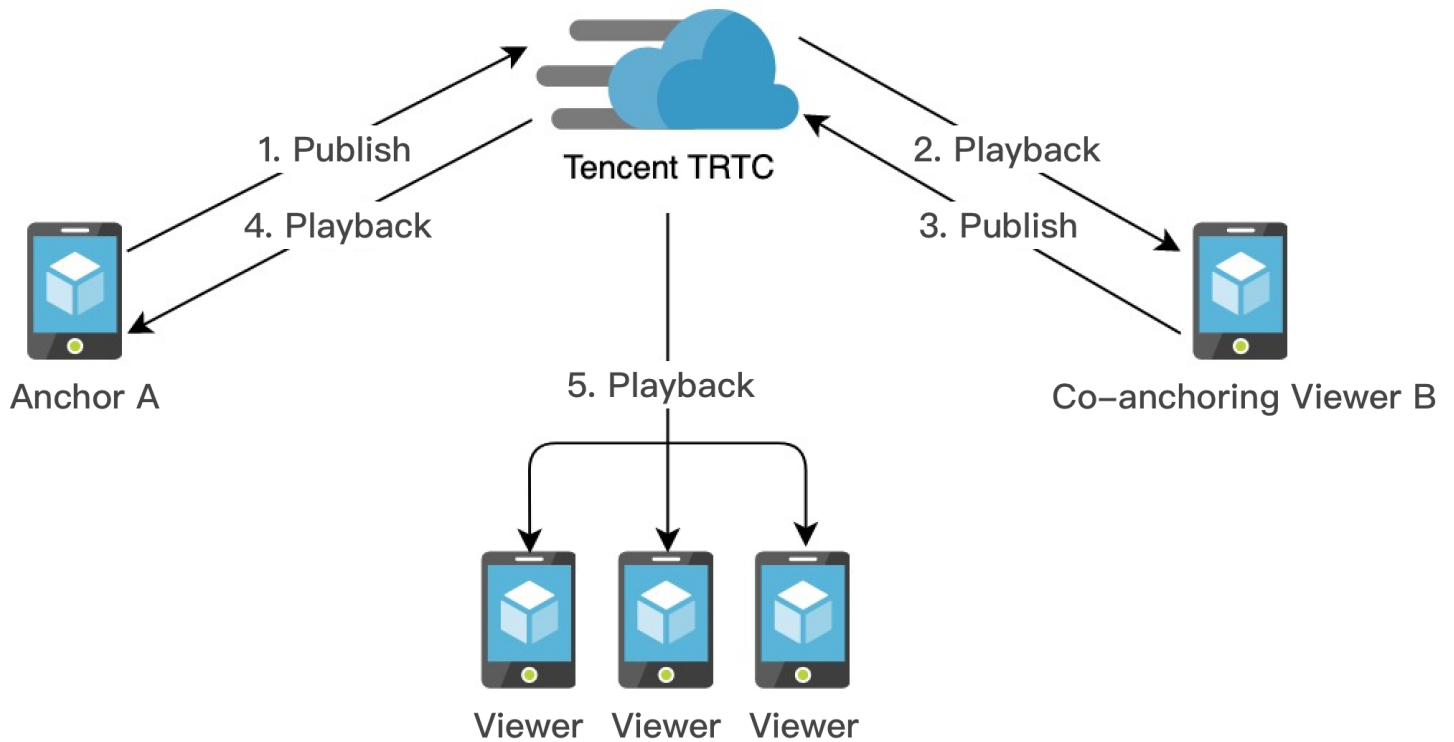 1. Publish
2. Playback
Tencent TRTC
4. Playback
3. Publish
5. Playback
Anchor A
Co-anchoring Viewer B
Viewer
Viewer
Viewer